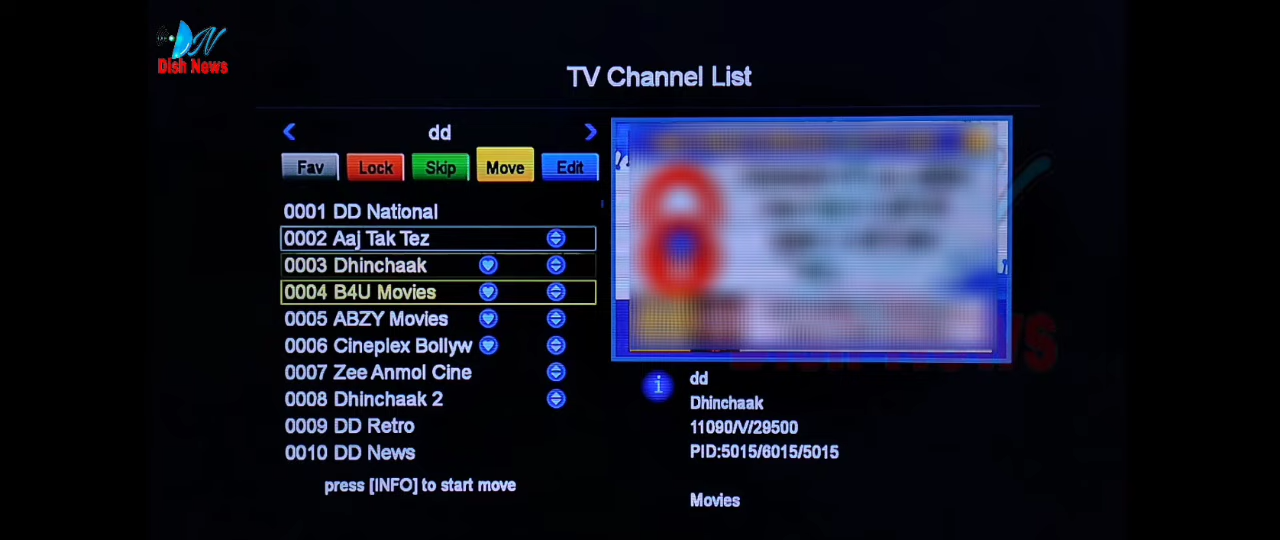 DN
Dish News
TV Channel List
dd
Fav
Lock
Skip
Move
Edit
0001 DD National
0002 Aaj Tak Tez
0003 Dhinchaak
0004 B4U Movies
0005 ABZY Movies
0006 Cineplex Bollyw
0007 Zee Anmol Cine
0008 Dhinchaak 2
0009 DD Retro
0010 DD News
press [INFO] to start move
i
dd
Dhinchaak
11090/V/29500
PID:5015/6015/5015
Movies